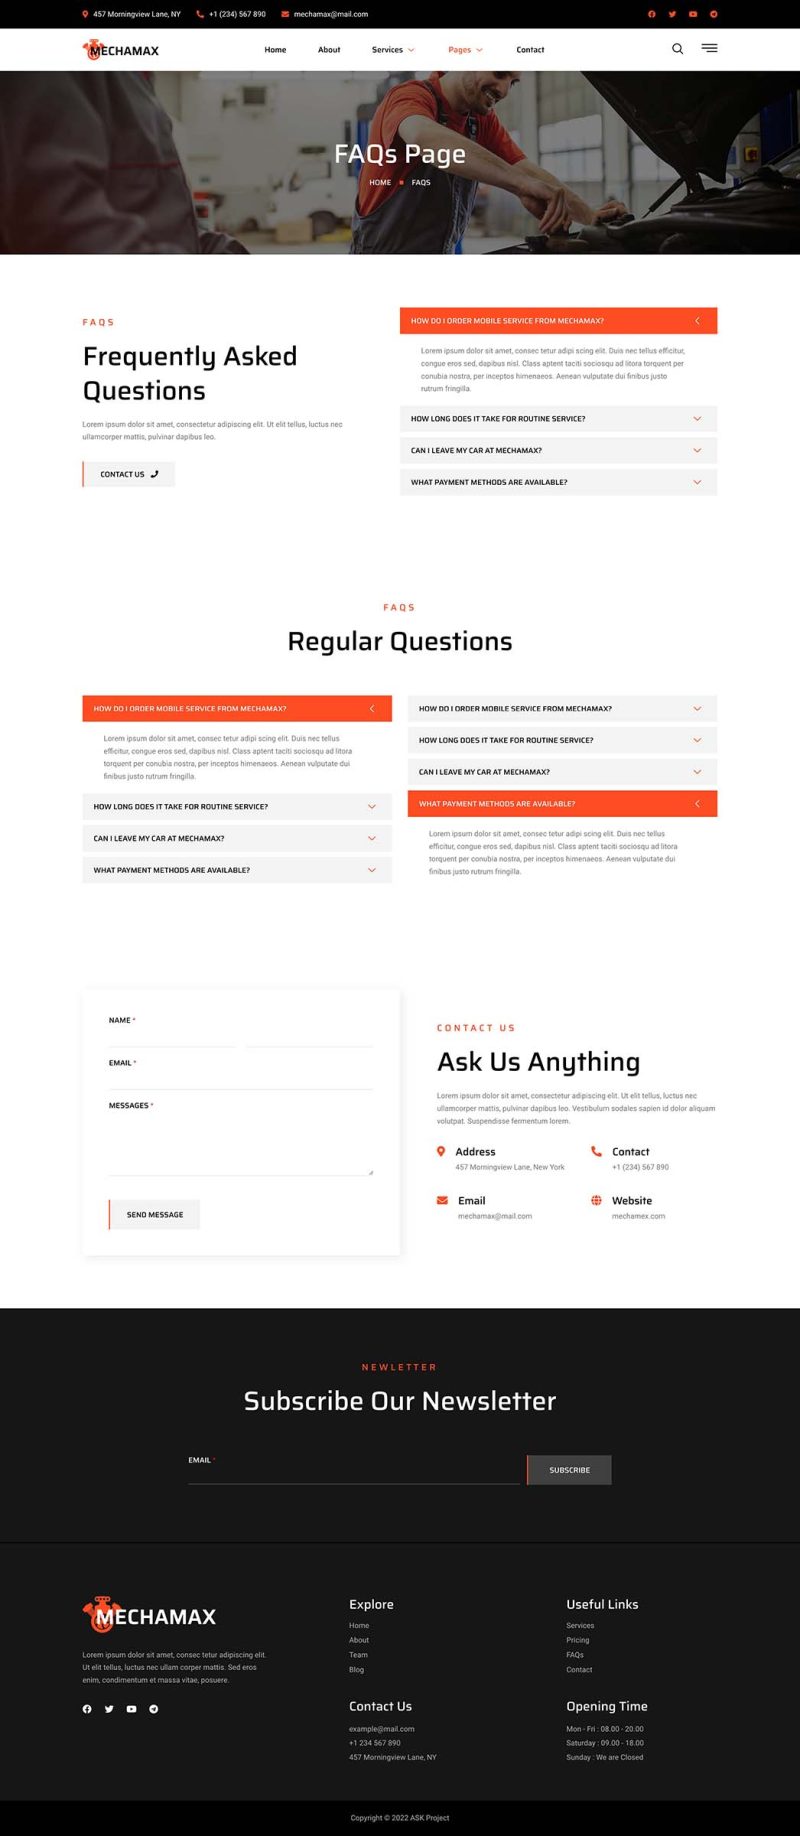 457 Morningview Lane, NY +1 (234) 567 890 mechamax@mail.com
MECHAMAX Home About Services Pages Contact
FAQs Page
HOME FAQS
FAQS
Frequently Asked
Questions
Lorem ipsum dolor sit amet, consectetur adipiscing elit. Ut elit tellus, luctus nec
ullamcorper mattis, pulvinar dapibus leo.
CONTACT US
HOW DO I ORDER MOBILE SERVICE FROM MECHAMAX?
Lorem ipsum dolor sit amet, consec tetur adipi scing elit. Duis nec tellus efficitur,
congue eros sed, dapibus nisl. Class aptent taciti sociosqu ad litora torquent per
conubia nostra, per inceptos himenaeos. Aenean vulputate dui finibus justo
rutrum fringilla.
HOW LONG DOES IT TAKE FOR ROUTINE SERVICE?
CAN I LEAVE MY CAR AT MECHAMAX?
WHAT PAYMENT METHODS ARE AVAILABLE?
FAQS
Regular Questions
HOW DO I ORDER MOBILE SERVICE FROM MECHAMAX?
Lorem ipsum dolor sit amet, consec tetur adipi scing elit. Duis nec tellus
efficitur, congue eros sed, dapibus nisl. Class aptent taciti sociosqu ad litora
torquent per conubia nostra, per inceptos himenaeos. Aenean vulputate dui
finibus justo rutrum fringilla.
HOW LONG DOES IT TAKE FOR ROUTINE SERVICE?
CAN I LEAVE MY CAR AT MECHAMAX?
WHAT PAYMENT METHODS ARE AVAILABLE?
HOW DO I ORDER MOBILE SERVICE FROM MECHAMAX?
HOW LONG DOES IT TAKE FOR ROUTINE SERVICE?
CAN I LEAVE MY CAR AT MECHAMAX?
WHAT PAYMENT METHODS ARE AVAILABLE?
Lorem ipsum dolor sit amet, consec tetur adipi scing elit. Duis nec tellus
efficitur, congue eros sed, dapibus nisl. Class aptent taciti sociosqu ad litora
torquent per conubia nostra, per inceptos himenaeos. Aenean vulputate dui
finibus justo rutrum fringilla.
NAME *
EMAIL *
MESSAGES *
SEND MESSAGE
CONTACT US
Ask Us Anything
Lorem ipsum dolor sit amet, consectetur adipiscing elit. Ut elit tellus, luctus nec
ullamcorper mattis, pulvinar dapibus leo. Vestibulum sodales sapien id dolor aliquam
volutpat. Suspendisse fermentum lorem.
Address
457 Morningview Lane, New York
Contact
+1 (234) 567 890
Email
mechamax@mail.com
Website
mechamex.com
NEWLETTER
Subscribe Our Newsletter
EMAIL *
SUBSCRIBE
MECHAMAX
Lorem ipsum dolor sit amet, consec tetur adipiscing elit.
Ut elit tellus, luctus nec ullam corper mattis. Sed eros
enim, condimentum et massa vitae, posuere.
Explore
Home
About
Team
Blog
Useful Links
Services
Pricing
FAQs
Contact
Contact Us
example@mail.com
+1 234 567 890
457 Morningview Lane, NY
Opening Time
Mon - Fri : 08.00 - 20.00
Saturday : 09.00 - 18.00
Sunday : We are Closed
Copyright © 2022 ASK Project